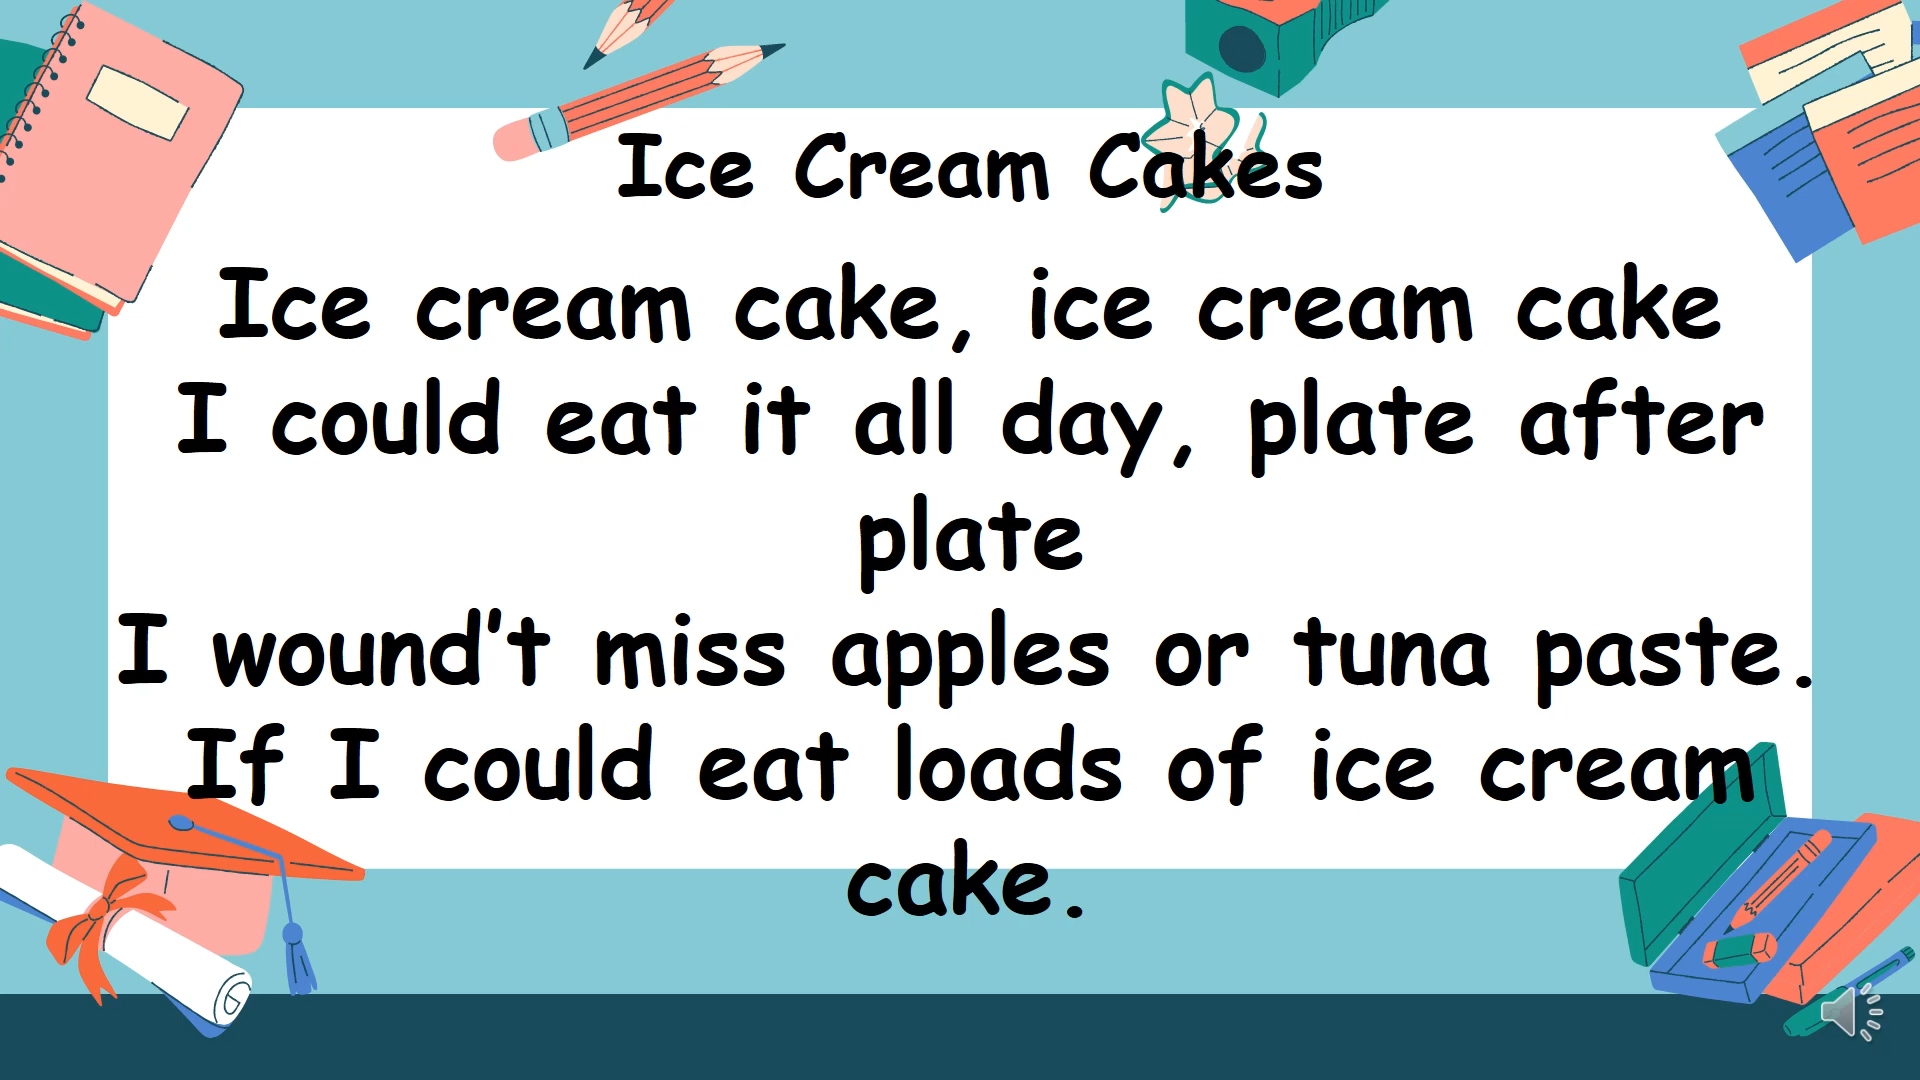 Ice Cream Cakes
Ice cream cake, ice cream cake
I could eat it all day, plate after
plate
I wound't miss apples or tuna paste.
If I could eat loads of ice cream
cake.